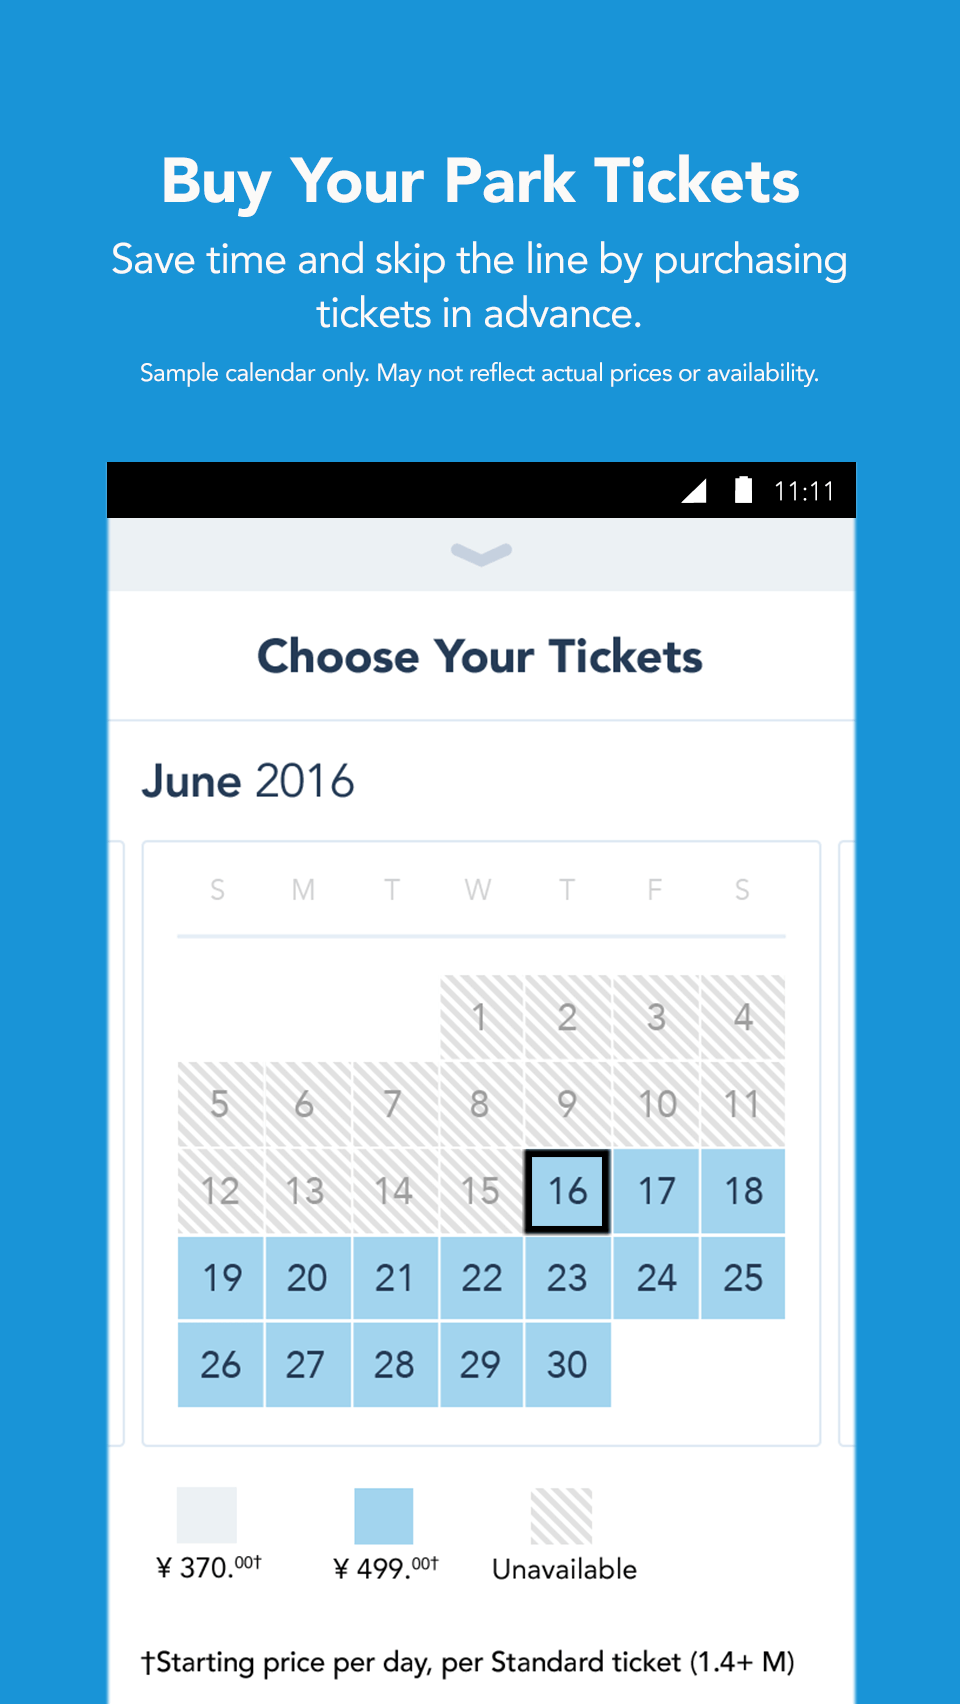 Buy Your Park Tickets
Save time and skip the line by purchasing
tickets in advance.
Sample calendar only. May not reflect actual prices or availability.
11:11
Choose Your Tickets
June 2016
S M T W T F S
1 2 3 4
5 6 7 8 9 10 11
12 13 14 15 16 17 18
19 20 21 22 23 24 25
26 27 28 29 30
¥ 370.00† ¥ 499.00† Unavailable
†Starting price per day, per Standard ticket (1.4+ M)